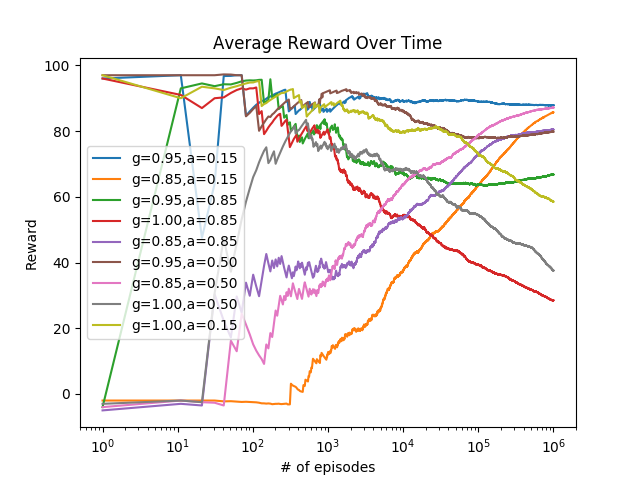 Average Reward Over Time
Reward
100
80
60
40
20
0
g=0.95,a=0.15
g=0.85,a=0.15
g=0.95,a=0.85
g=1.00,a=0.85
g=0.85,a=0.85
g=0.95,a=0.50
g=0.85,a=0.50
g=1.00,a=0.50
g=1.00,a=0.15
10⁰ 10¹ 10² 10³ 10⁴ 10⁵ 10⁶
# of episodes